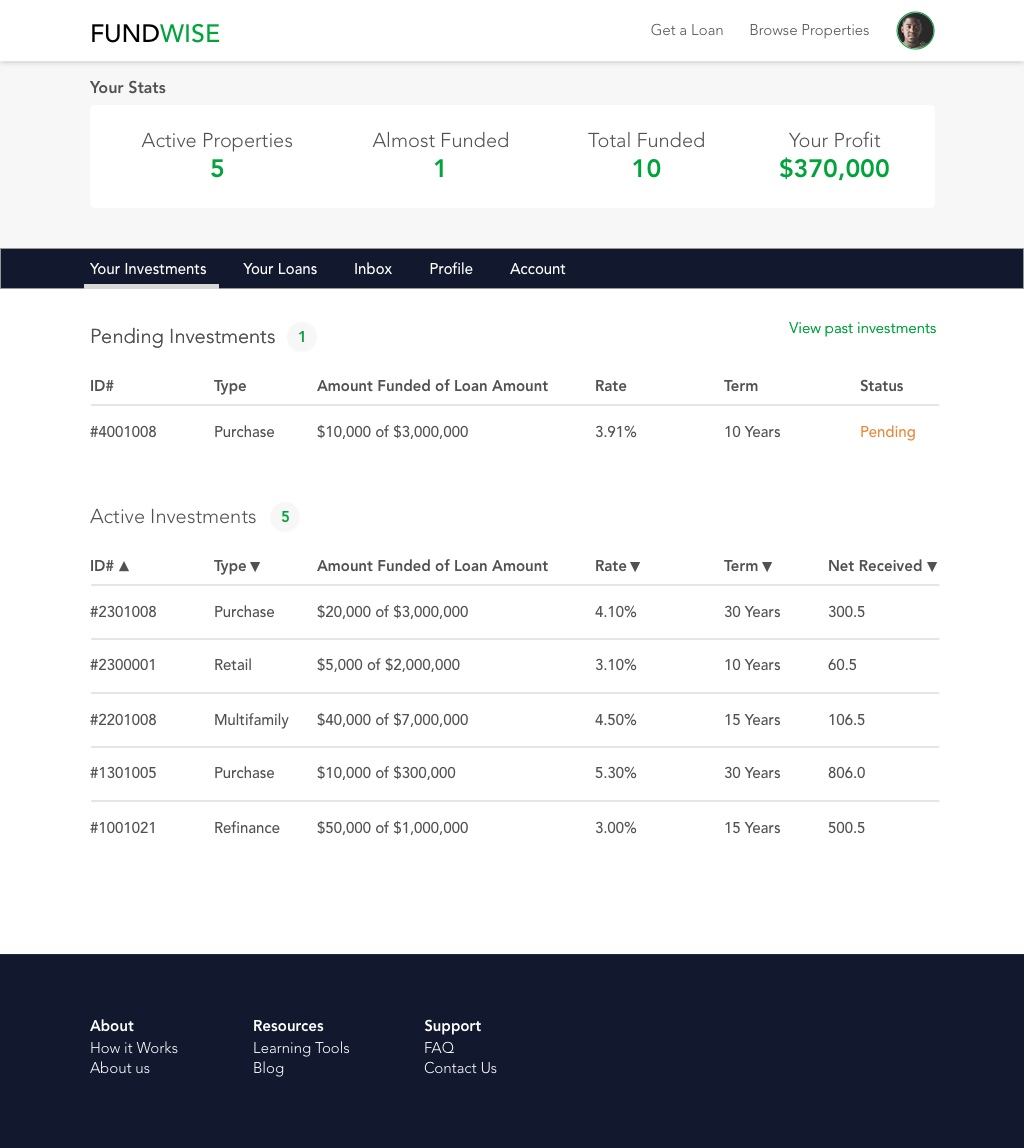 FUNDWISE Get a Loan Browse Properties
Your Stats
Active Properties Almost Funded Total Funded Your Profit
5 1 10 $370,000
Your Investments Your Loans Inbox Profile Account
Pending Investments 1 View past investments
ID# Type Amount Funded of Loan Amount Rate Term Status
#4001008 Purchase $10,000 of $3,000,000 3.91% 10 Years Pending
Active Investments 5
ID# ▲ Type ▼ Amount Funded of Loan Amount Rate ▼ Term ▼ Net Received ▼
#2301008 Purchase $20,000 of $3,000,000 4.10% 30 Years 300.5
#2300001 Retail $5,000 of $2,000,000 3.10% 10 Years 60.5
#2201008 Multifamily $40,000 of $7,000,000 4.50% 15 Years 106.5
#1301005 Purchase $10,000 of $300,000 5.30% 30 Years 806.0
#1001021 Refinance $50,000 of $1,000,000 3.00% 15 Years 500.5
About Resources Support
How it Works Learning Tools FAQ
About us Blog Contact Us